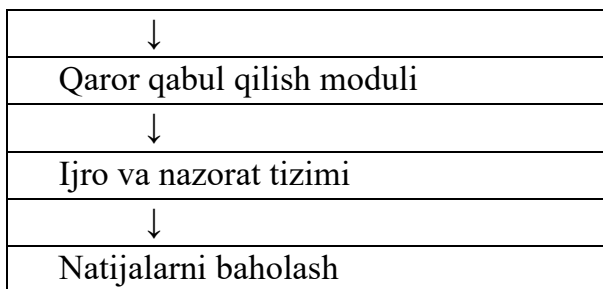 ↓
Qaror qabul qilish moduli
↓
Ijro va nazorat tizimi
↓
Natijalarni baholash